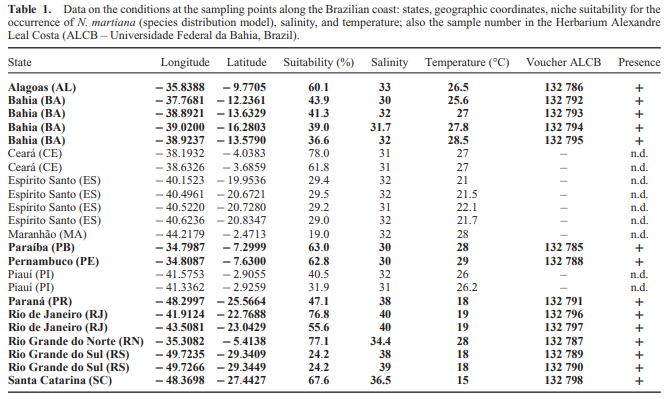 Table 1. Data on the conditions at the sampling points along the Brazilian coast: states, geographic coordinates, niche suitability for the
occurrence of N. martiana (species distribution model), salinity, and temperature; also the sample number in the Herbarium Alexandre
Leal Costa (ALCB – Universidade Federal da Bahia, Brazil).
State Longitude Latitude Suitability (%) Salinity Temperature (°C) Voucher ALCB Presence
Alagoas (AL) − 35.8388 − 9.7705 60.1 33 26.5 132 786 +
Bahia (BA) − 37.7681 − 12.2361 43.9 30 25.6 132 792 +
Bahia (BA) − 38.8921 − 13.6329 41.3 32 27 132 793 +
Bahia (BA) − 39.0200 − 16.2803 39.0 31.7 27.8 132 794 +
Bahia (BA) − 38.9237 − 13.5790 36.6 32 28.5 132 795 +
Ceará (CE) − 38.1932 − 4.0383 78.0 31 27 – n.d.
Ceará (CE) − 38.6326 − 3.6859 61.8 31 27 – n.d.
Espírito Santo (ES) − 40.1523 − 19.9536 29.4 32 21 – n.d.
Espírito Santo (ES) − 40.4961 − 20.6721 29.5 32 21.5 – n.d.
Espírito Santo (ES) − 40.5220 − 20.7280 29.2 31 22.1 – n.d.
Espírito Santo (ES) − 40.6236 − 20.8347 29.0 32 21.7 – n.d.
Maranhão (MA) − 44.2179 − 2.4713 19.0 32 28 – n.d.
Paraíba (PB) − 34.7987 − 7.2999 63.0 30 28 132 785 +
Pernambuco (PE) − 34.8087 − 7.6300 62.8 30 29 132 788 +
Piauí (PI) − 41.5753 − 2.9055 40.5 32 26 – n.d.
Piauí (PI) − 41.3362 − 2.9259 31.9 31 26.2 – n.d.
Paraná (PR) − 48.2997 − 25.5664 47.1 38 18 132 791 +
Rio de Janeiro (RJ) − 41.9124 − 22.7688 76.8 40 19 132 796 +
Rio de Janeiro (RJ) − 43.5081 − 23.0429 55.6 40 19 132 797 +
Rio Grande do Norte (RN) − 35.3082 − 5.4138 77.1 34.4 28 132 787 +
Rio Grande do Sul (RS) − 49.7235 − 29.3409 24.2 38 18 132 789 +
Rio Grande do Sul (RS) − 49.7266 − 29.3449 24.2 39 18 132 790 +
Santa Catarina (SC) − 48.3698 − 27.4427 67.6 36.5 15 132 798 +